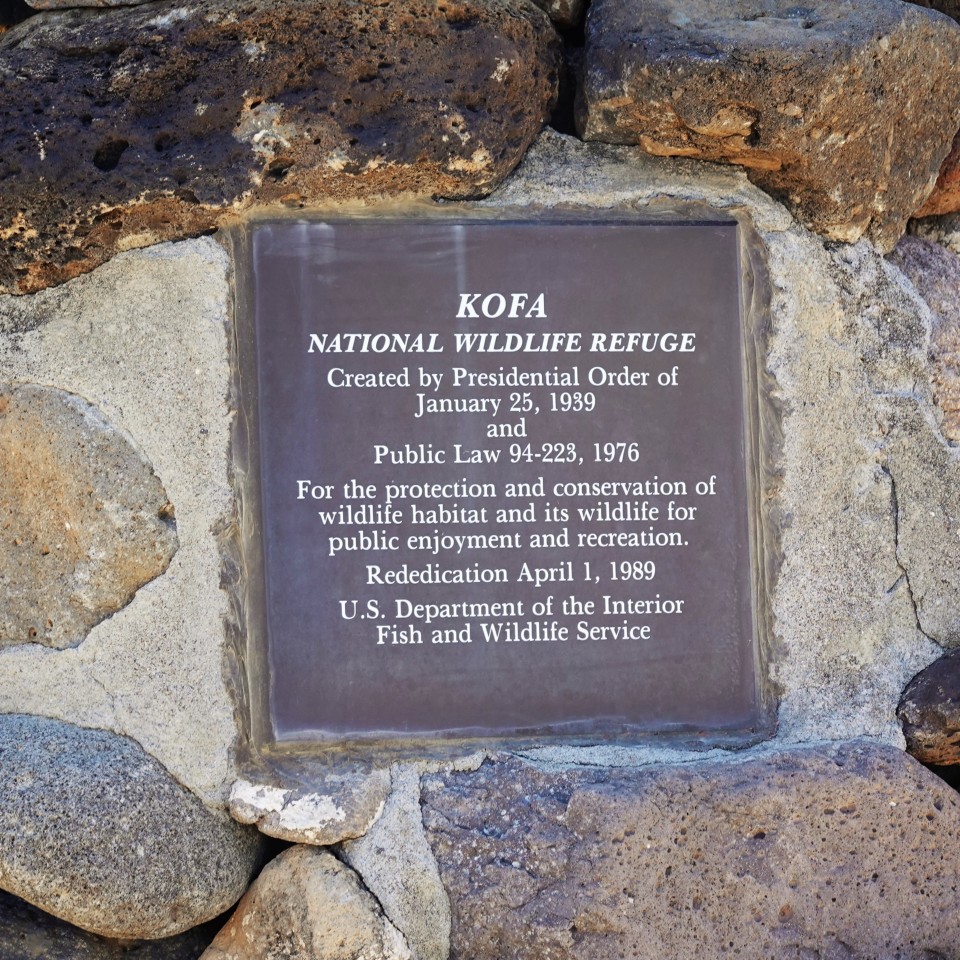 KOFA
NATIONAL WILDLIFE REFUGE
Created by Presidential Order of
January 25, 1939
and
Public Law 94-223, 1976
For the protection and conservation of
wildlife habitat and its wildlife for
public enjoyment and recreation.
Rededication April 1, 1989
U.S. Department of the Interior
Fish and Wildlife Service